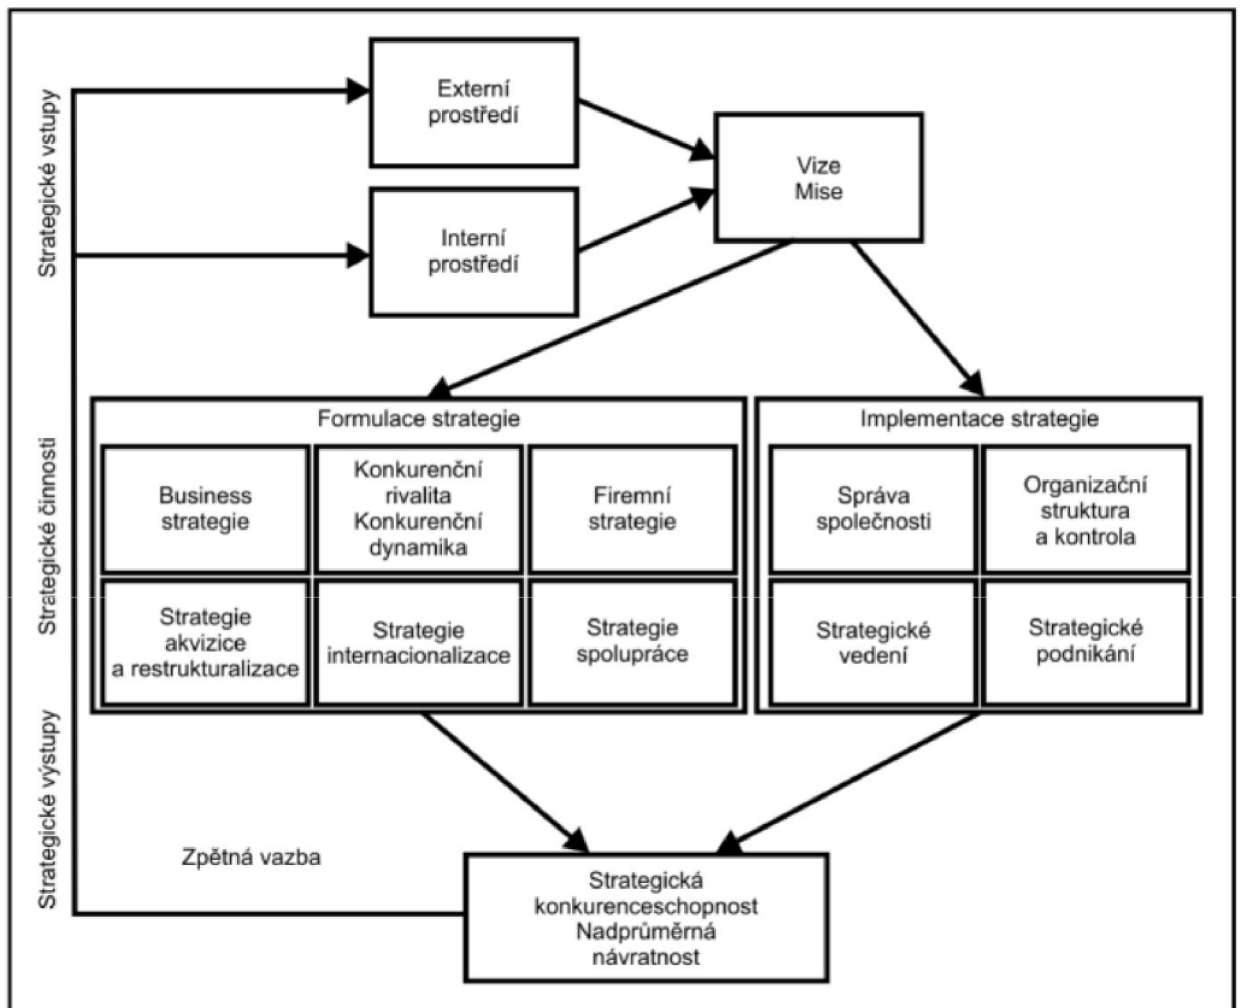 Strategické vstupy
Externí
prostředí
Interní
prostředí
Vize
Mise
Strategické činnosti
Formulace strategie
Business
strategie
Konkurenční
rivalita
Konkurenční
dynamika
Firemní
strategie
Strategie
akvizice
a restrukturalizace
Strategie
internacionalizace
Strategie
spolupráce
Implementace strategie
Správa
společnosti
Organizační
struktura
a kontrola
Strategické
vedení
Strategické
podnikání
Strategické výstupy
Zpětná vazba
Strategická
konkurenceschopnost
Nadprůměrná
návratnost